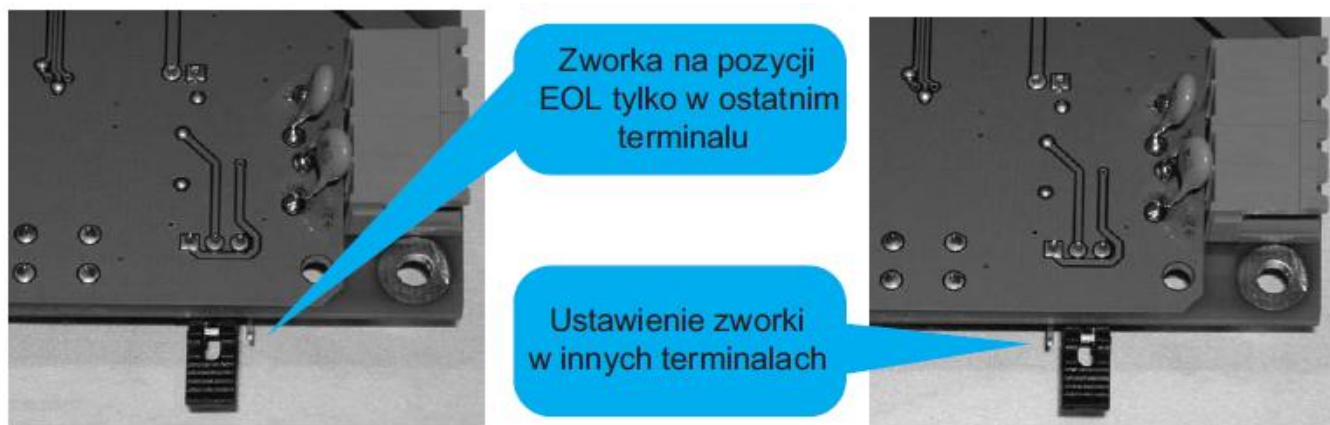 Zworka na pozycji
EOL tylko w ostatnim
terminalu
Ustawienie zworki
w innych terminalach